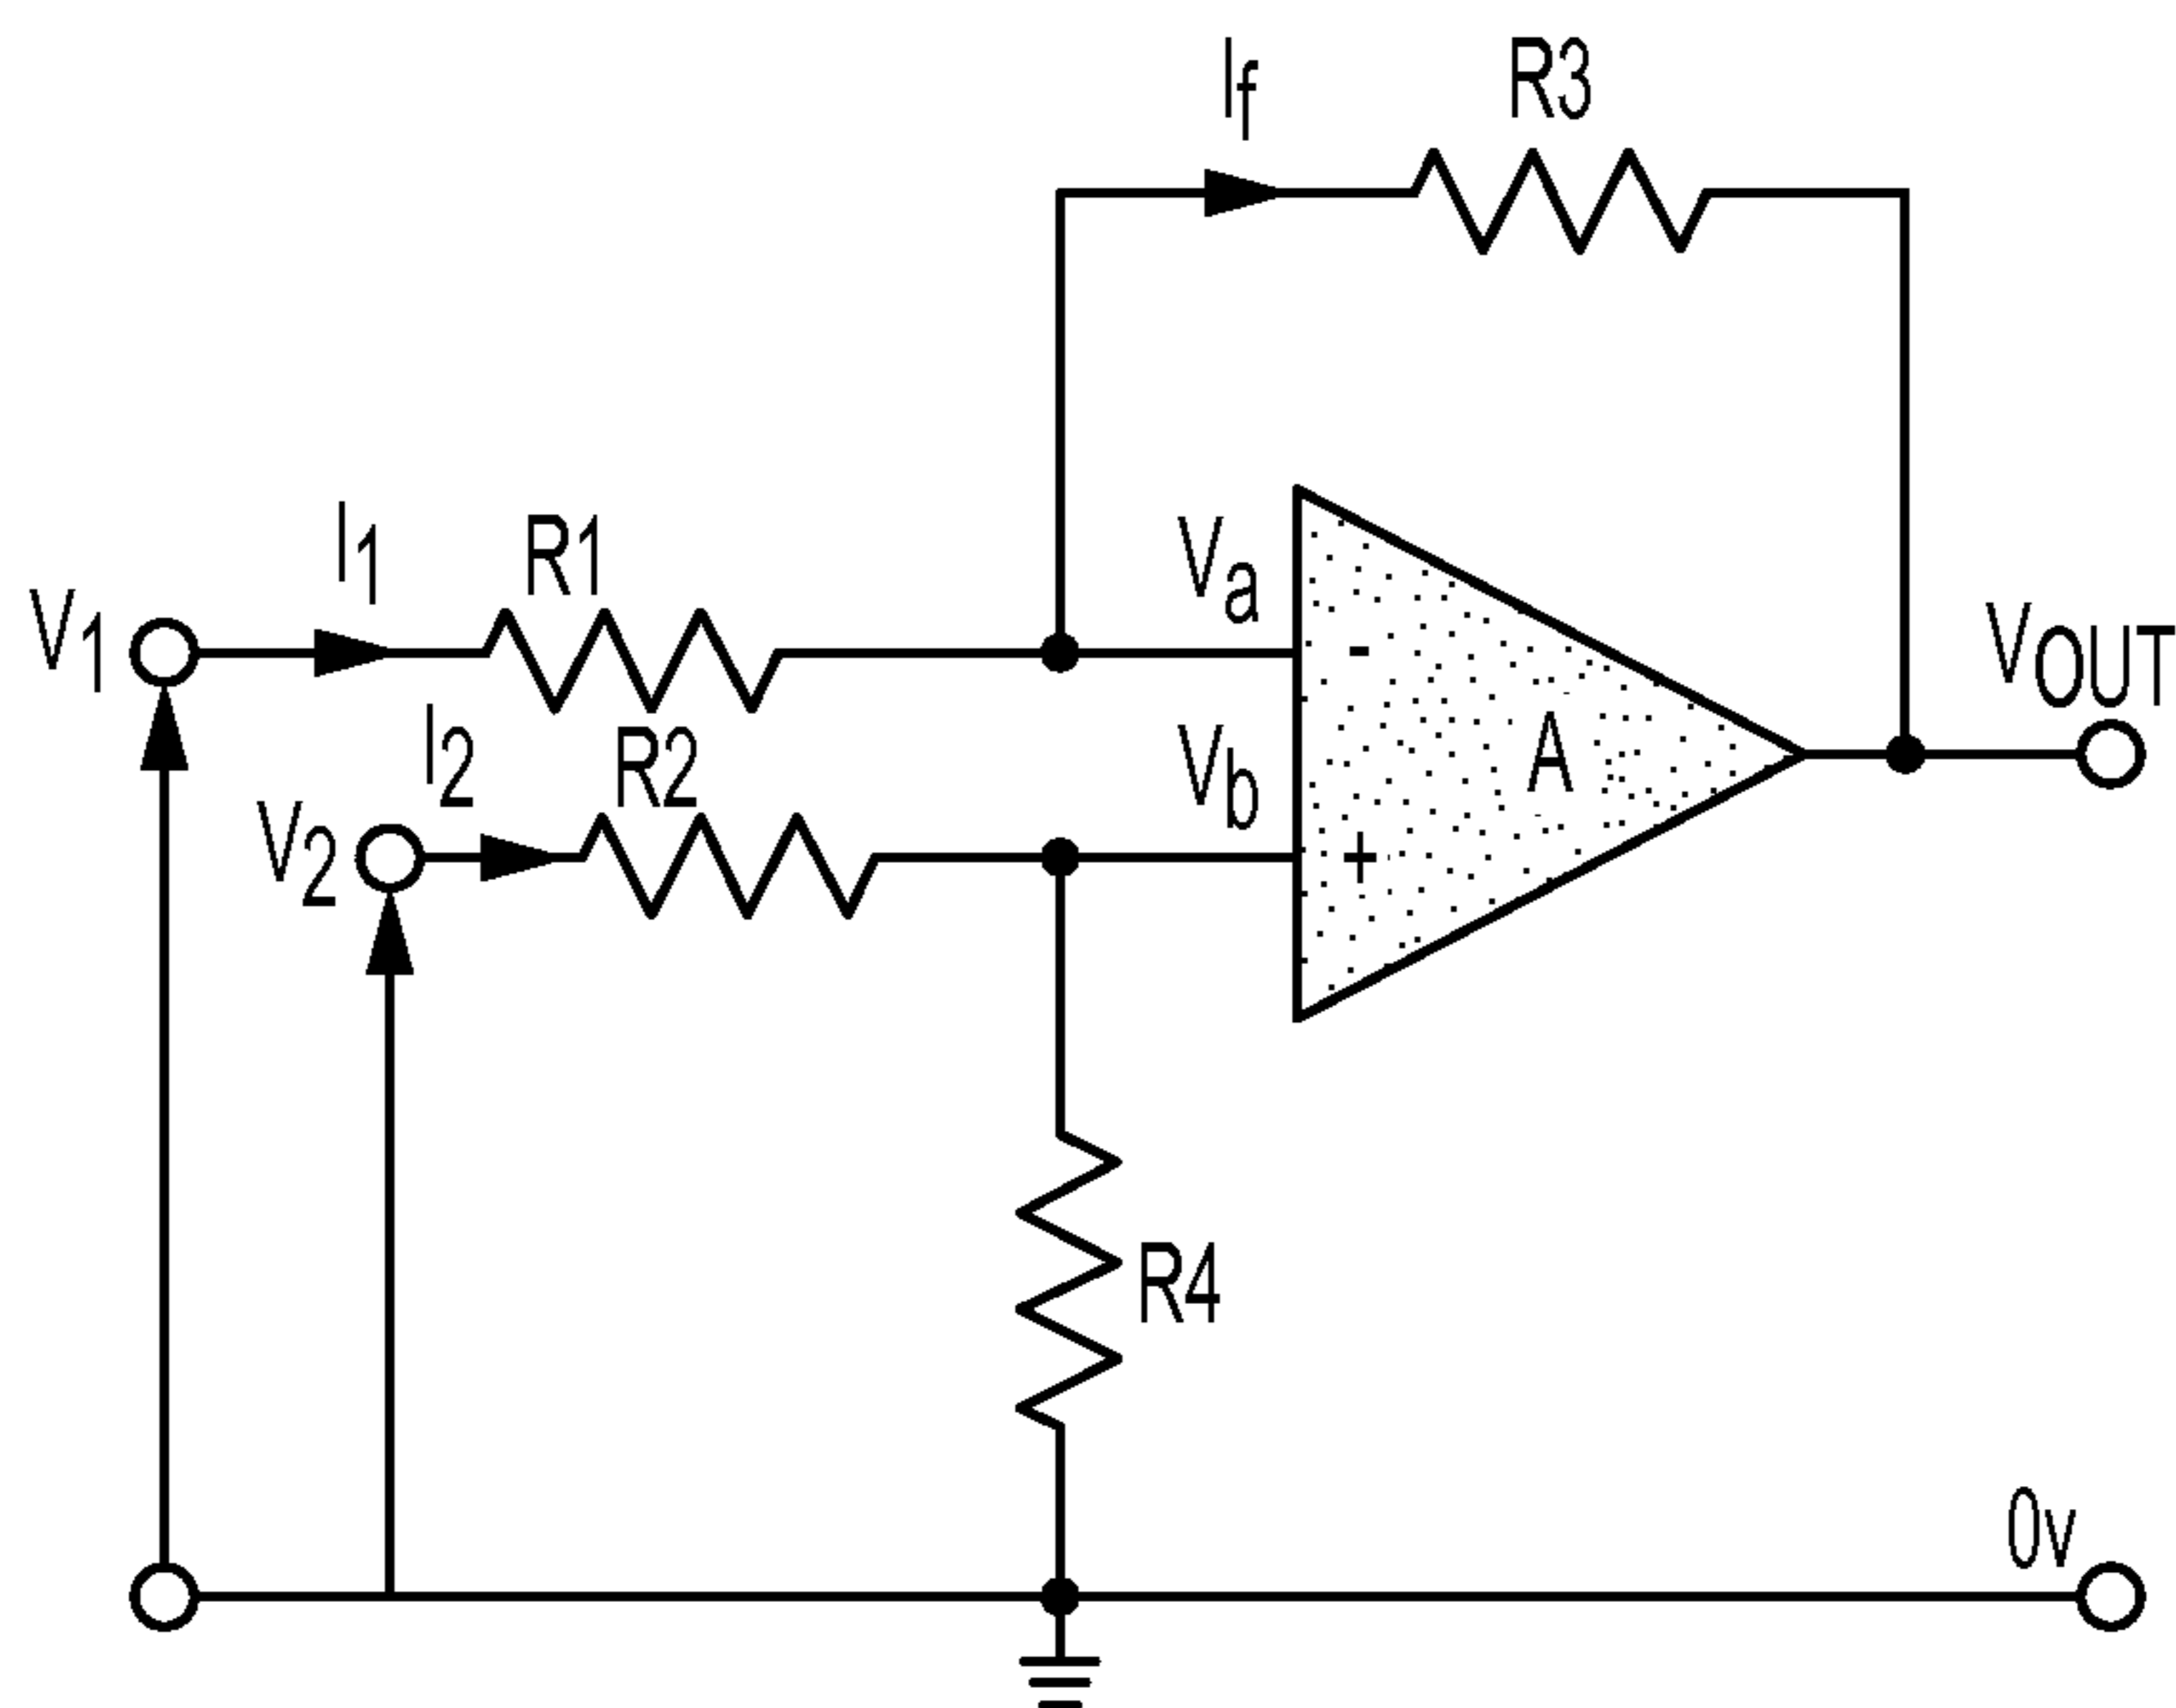 If
R3
I1
R1
Va
V1
-
VOUT
I2
R2
Vb
A
V2
+
R4
0v